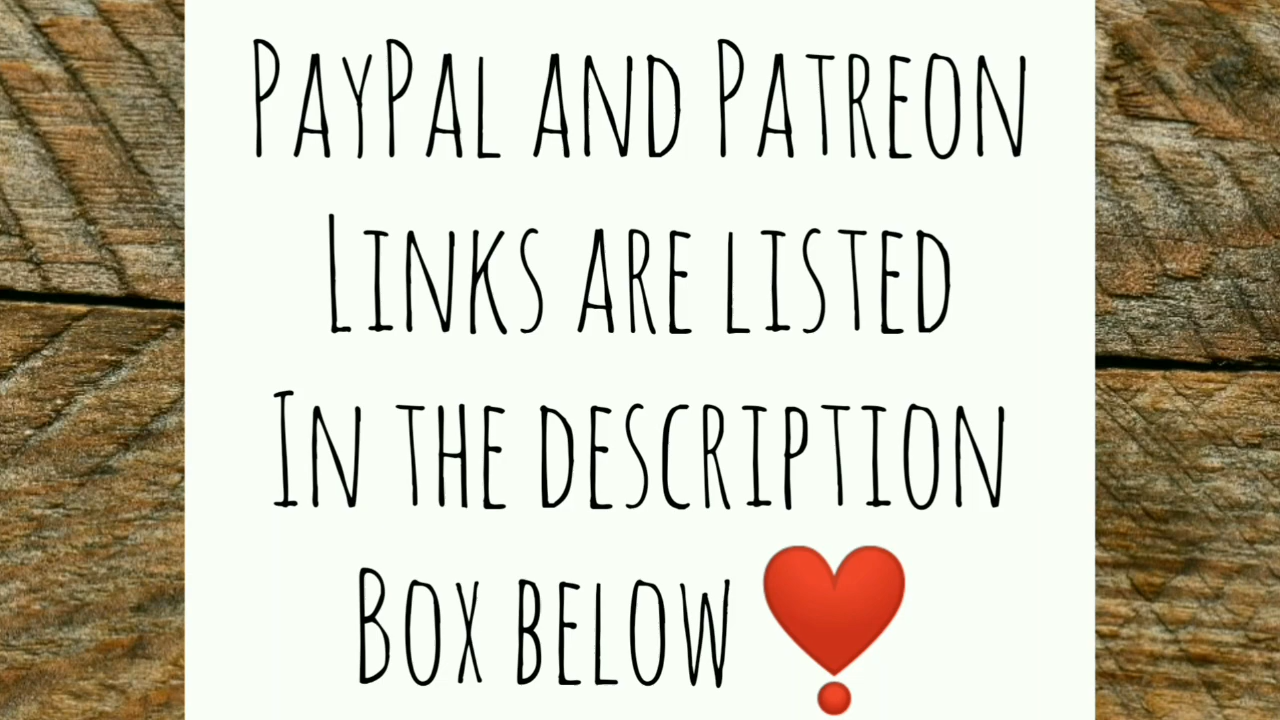 PayPal and Patreon
Links are listed
In the description
Box below ❣